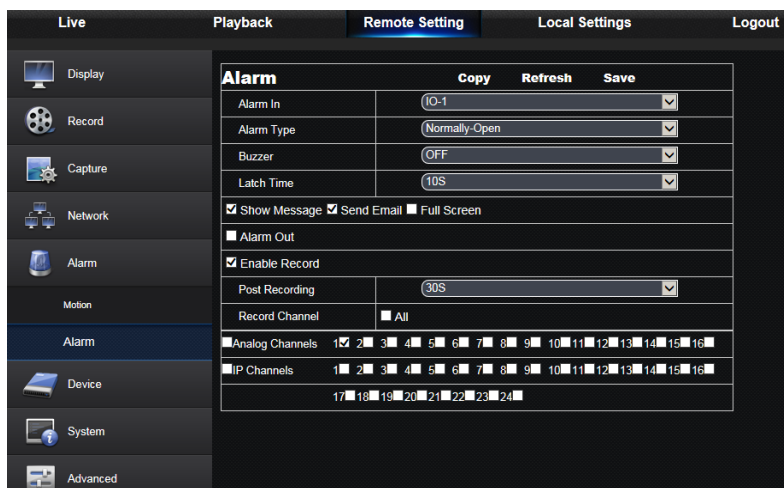 Live Playback Remote Setting Local Settings Logout
Display
Record
Capture
Network
Alarm
Motion
Alarm
Device
System
Advanced
Alarm Copy Refresh Save
Alarm In IO-1
Alarm Type Normally-Open
Buzzer OFF
Latch Time 10S
Show Message Send Email Full Screen
Alarm Out
Enable Record
Post Recording 30S
Record Channel All
Analog Channels 1 2 3 4 5 6 7 8 9 10 11 12 13 14 15 16
IP Channels 1 2 3 4 5 6 7 8 9 10 11 12 13 14 15 16
17 18 19 20 21 22 23 24